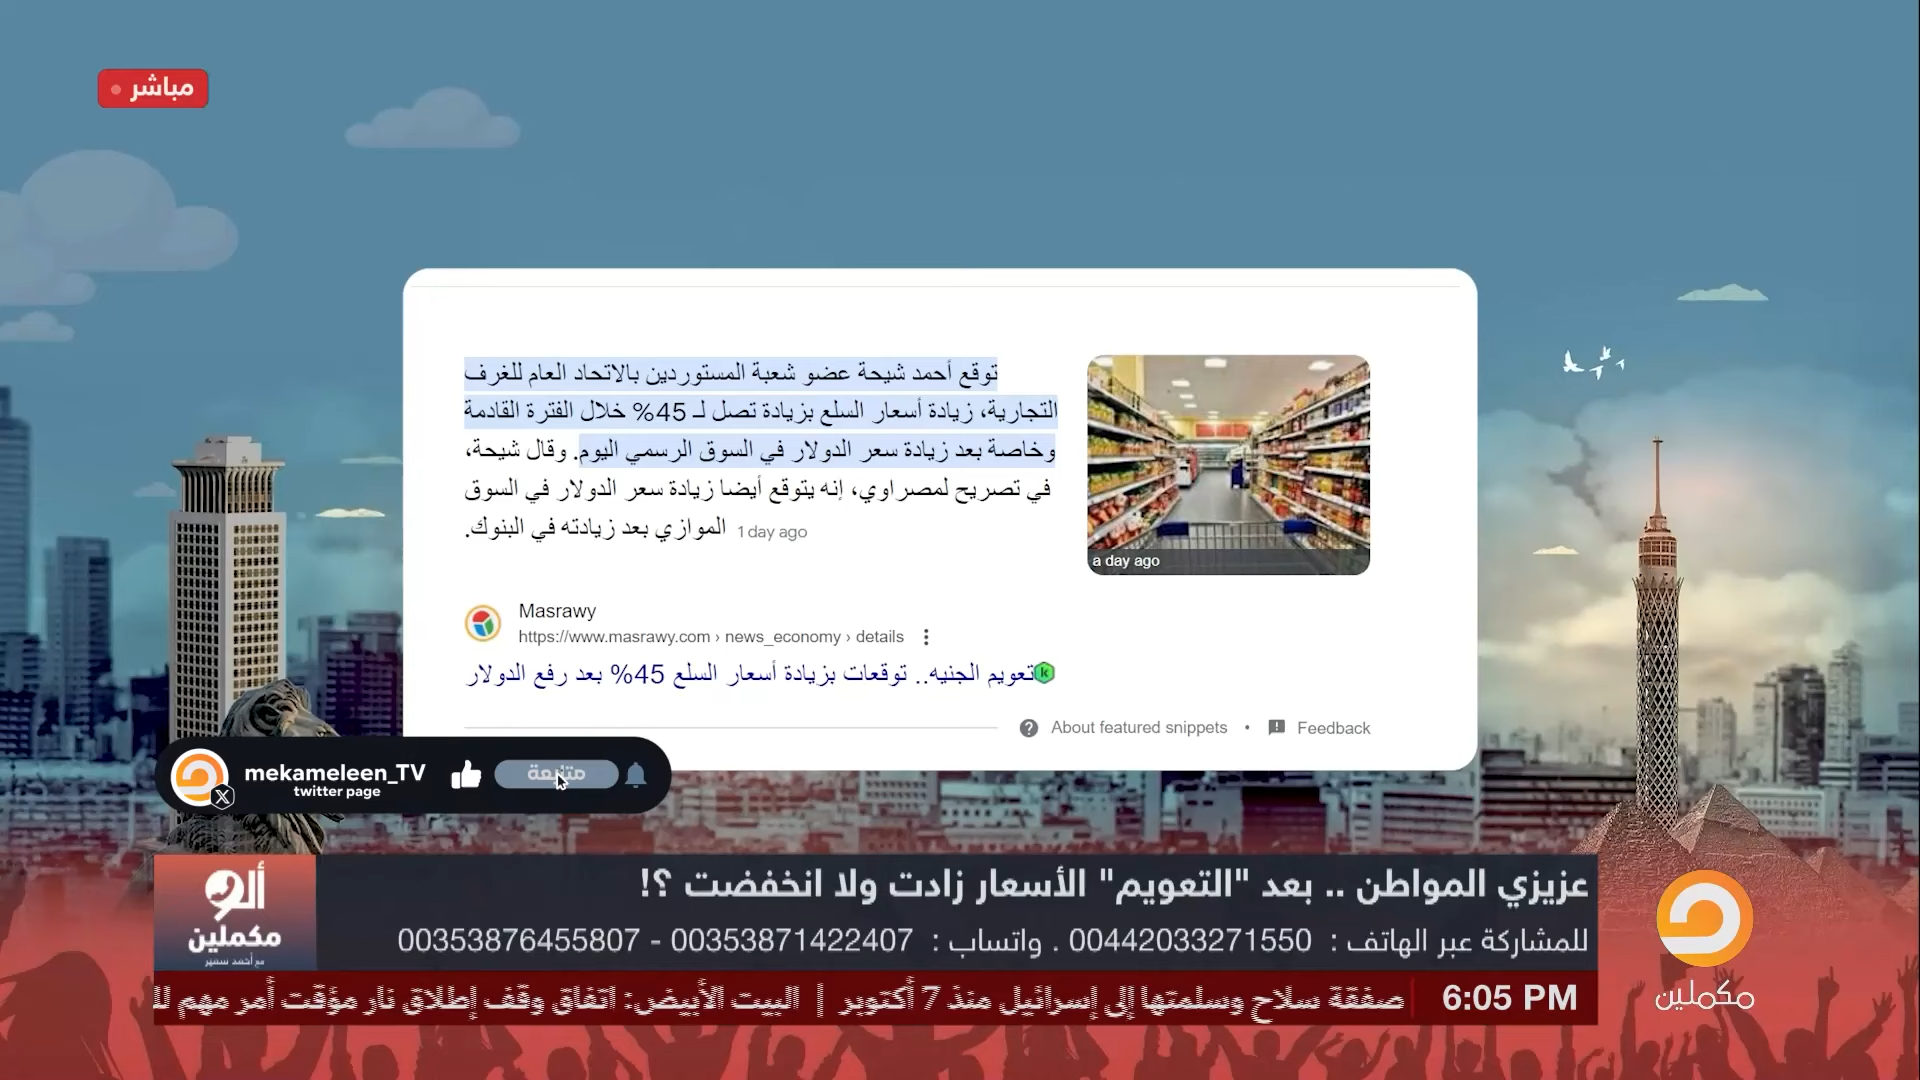 مباشر
توقع أحمد شيحة عضو شعبة المستوردين بالاتحاد العام للغرف
التجارية، زيادة أسعار السلع بزيادة تصل لـ 45% خلال الفترة القادمة
وخاصة بعد زيادة سعر الدولار في السوق الرسمي اليوم. وقال شيحة،
في تصريح لمصراوي، إنه يتوقع أيضا زيادة سعر الدولار في السوق
الموازي بعد زيادته في البنوك. 1 day ago
a day ago
Masrawy
https://www.masrawy.com › news_economy › details
تعويم الجنيه.. توقعات بزيادة أسعار السلع 45% بعد رفع الدولار
About featured snippets • Feedback
mekameleen_TV
twitter page
متابعة
ألو
مكملين
مع أحمد سمير
عزيزي المواطن .. بعد "التعويم" الأسعار زادت ولا انخفضت ؟!
للمشاركة عبر الهاتف : 00442033271550 . واتساب : 00353871422407 - 00353876455807
6:05 PM
صفقة سلاح وسلمتها إلى إسرائيل منذ 7 أكتوبر | البيت الأبيض: اتفاق وقف إطلاق نار مؤقت أمر مهم
مكملين